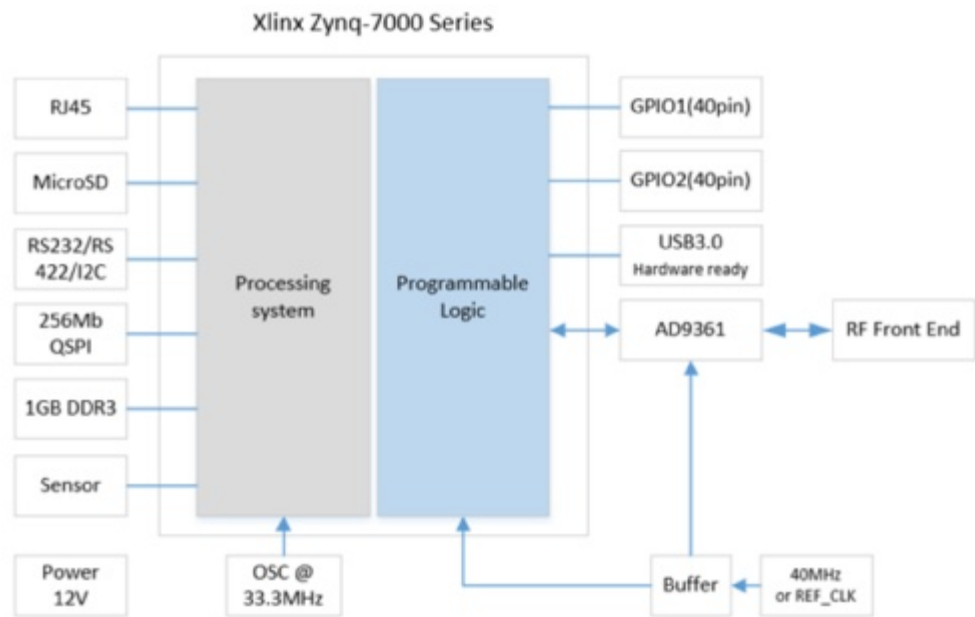 Xlinx Zynq-7000 Series
RJ45
MicroSD
RS232/RS
422/I2C
256Mb
QSPI
1GB DDR3
Sensor
Power
12V
Processing
system
Programmable
Logic
OSC @
33.3MHz
GPIO1(40pin)
GPIO2(40pin)
USB3.0
Hardware ready
AD9361
RF Front End
Buffer
40MHz
or REF_CLK